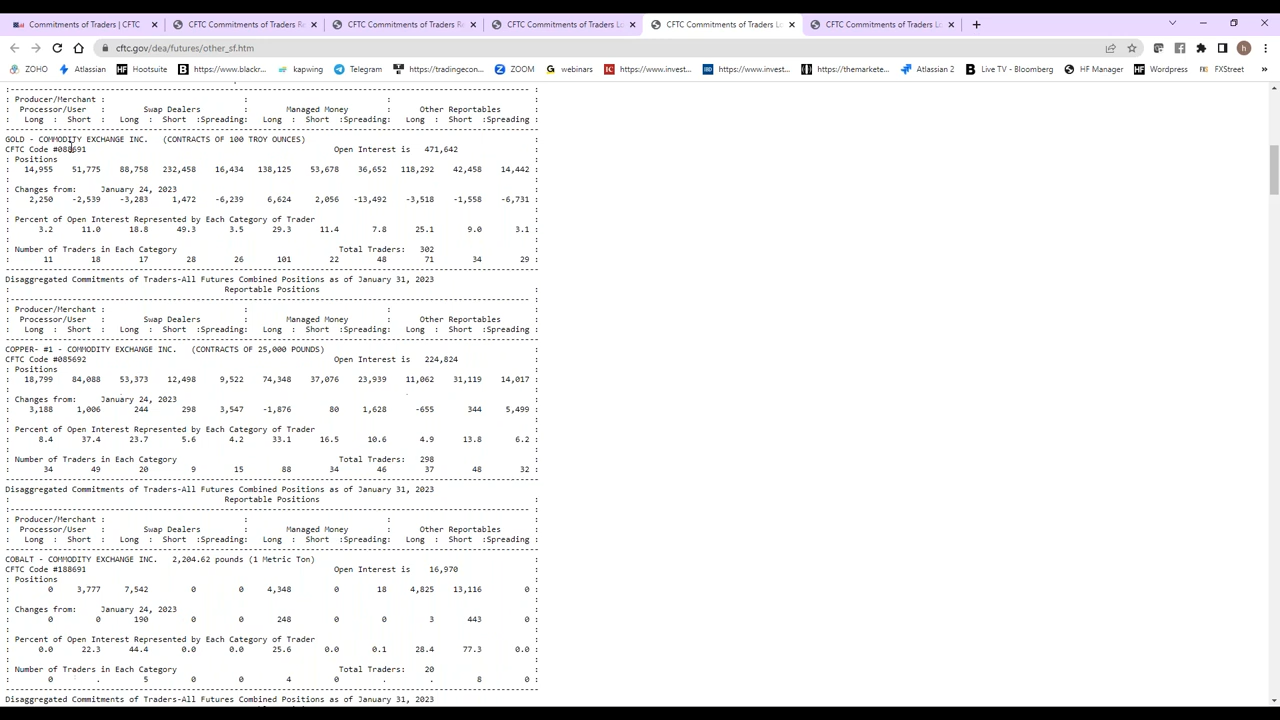 Commitments of Traders | CFTC
CFTC Commitments of Traders R
CFTC Commitments of Traders R
CFTC Commitments of Traders Lo
CFTC Commitments of Traders Lo
CFTC Commitments of Traders Lo
cftc.gov/dea/futures/other_sf.htm
ZOHO Atlassian Hootsuite https://www.blackr... kapwing Telegram https://tradingecon... ZOOM webinars https://www.invest... https://www.invest... https://themarkete... Atlassian 2 Live TV - Bloomberg HF Manager Wordpress FXStreet
: Producer/Merchant : : : :
: Processor/User : Swap Dealers : Managed Money : Other Reportables :
: Long : Short : Long : Short :Spreading: Long : Short :Spreading: Long : Short :Spreading:
GOLD - COMMODITY EXCHANGE INC. (CONTRACTS OF 100 TROY OUNCES) :
CFTC Code #088691 Open Interest is 471,642 :
: Positions :
: 14,955 51,775 88,758 232,458 16,434 138,125 53,678 36,652 118,292 42,458 14,442 :
: Changes from: January 24, 2023 :
: 2,250 -2,539 -3,283 1,472 -6,239 6,624 2,056 -13,492 -3,518 -1,558 -6,731 :
: Percent of Open Interest Represented by Each Category of Trader :
: 3.2 11.0 18.8 49.3 3.5 29.3 11.4 7.8 25.1 9.0 3.1 :
: Number of Traders in Each Category Total Traders: 302 :
: 11 18 17 28 26 101 22 48 71 34 29 :
Disaggregated Commitments of Traders-All Futures Combined Positions as of January 31, 2023
: Reportable Positions :
: Producer/Merchant : : : :
: Processor/User : Swap Dealers : Managed Money : Other Reportables :
: Long : Short : Long : Short :Spreading: Long : Short :Spreading: Long : Short :Spreading:
COPPER- #1 - COMMODITY EXCHANGE INC. (CONTRACTS OF 25,000 POUNDS) :
CFTC Code #085692 Open Interest is 224,824 :
: Positions :
: 18,799 84,088 53,373 12,498 9,522 74,348 37,076 23,939 11,062 31,119 14,017 :
: Changes from: January 24, 2023 :
: 3,188 1,006 244 298 3,547 -1,876 80 1,628 -655 344 5,499 :
: Percent of Open Interest Represented by Each Category of Trader :
: 8.4 37.4 23.7 5.6 4.2 33.1 16.5 10.6 4.9 13.8 6.2 :
: Number of Traders in Each Category Total Traders: 298 :
: 34 49 20 9 15 88 34 46 37 48 32 :
Disaggregated Commitments of Traders-All Futures Combined Positions as of January 31, 2023
: Reportable Positions :
: Producer/Merchant : : : :
: Processor/User : Swap Dealers : Managed Money : Other Reportables :
: Long : Short : Long : Short :Spreading: Long : Short :Spreading: Long : Short :Spreading:
COBALT - COMMODITY EXCHANGE INC. 2,204.62 pounds (1 Metric Ton) :
CFTC Code #188691 Open Interest is 16,970 :
: Positions :
: 0 3,777 7,542 0 0 4,348 0 18 4,825 13,116 0 :
: Changes from: January 24, 2023 :
: 0 0 190 0 0 248 0 0 3 443 0 :
: Percent of Open Interest Represented by Each Category of Trader :
: 0.0 22.3 44.4 0.0 0.0 25.6 0.0 0.1 28.4 77.3 0.0 :
: Number of Traders in Each Category Total Traders: 20 :
: 0 . 5 0 0 4 0 . . 8 0 :
Disaggregated Commitments of Traders-All Futures Combined Positions as of January 31, 2023